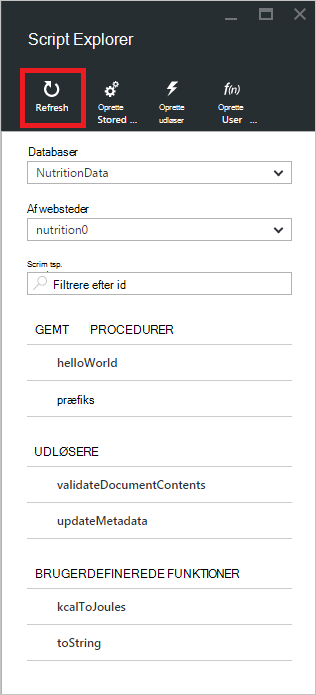 Script Explorer
Refresh
Oprette
Stored ...
Oprette
udløser
f(n)
Oprette
User ...
Databaser
NutritionData
Af websteder
nutrition0
Scrim tsp.
Filtrere efter id
GEMT PROCEDURER
helloWorld
præfiks
UDLØSERE
validateDocumentContents
updateMetadata
BRUGERDEFINEREDE FUNKTIONER
kcalToJoules
toString